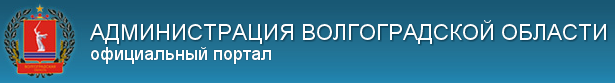 АДМИНИСТРАЦИЯ ВОЛГОГРАДСКОЙ ОБЛАСТИ
официальный портал